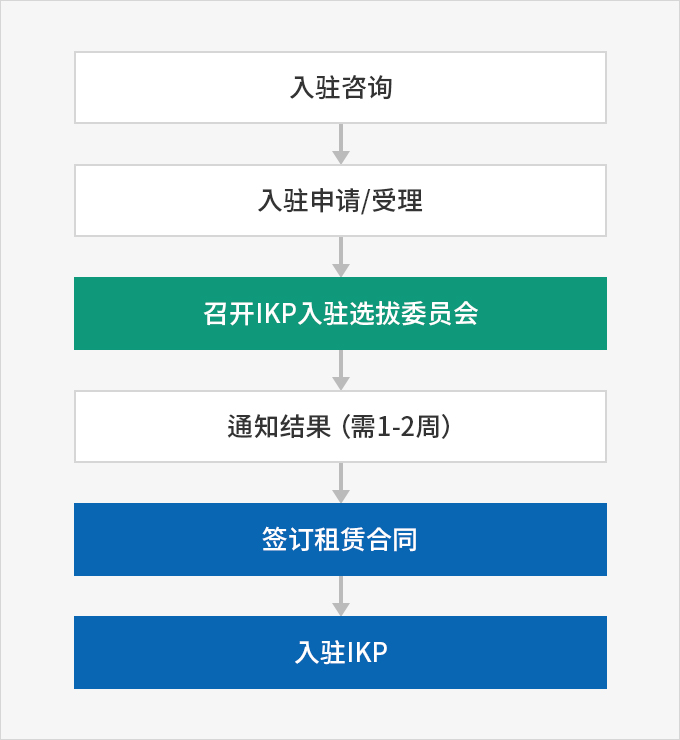 入驻咨询
入驻申请/受理
召开IKP入驻选拔委员会
通知结果（需1-2周）
签订租赁合同
入驻IKP